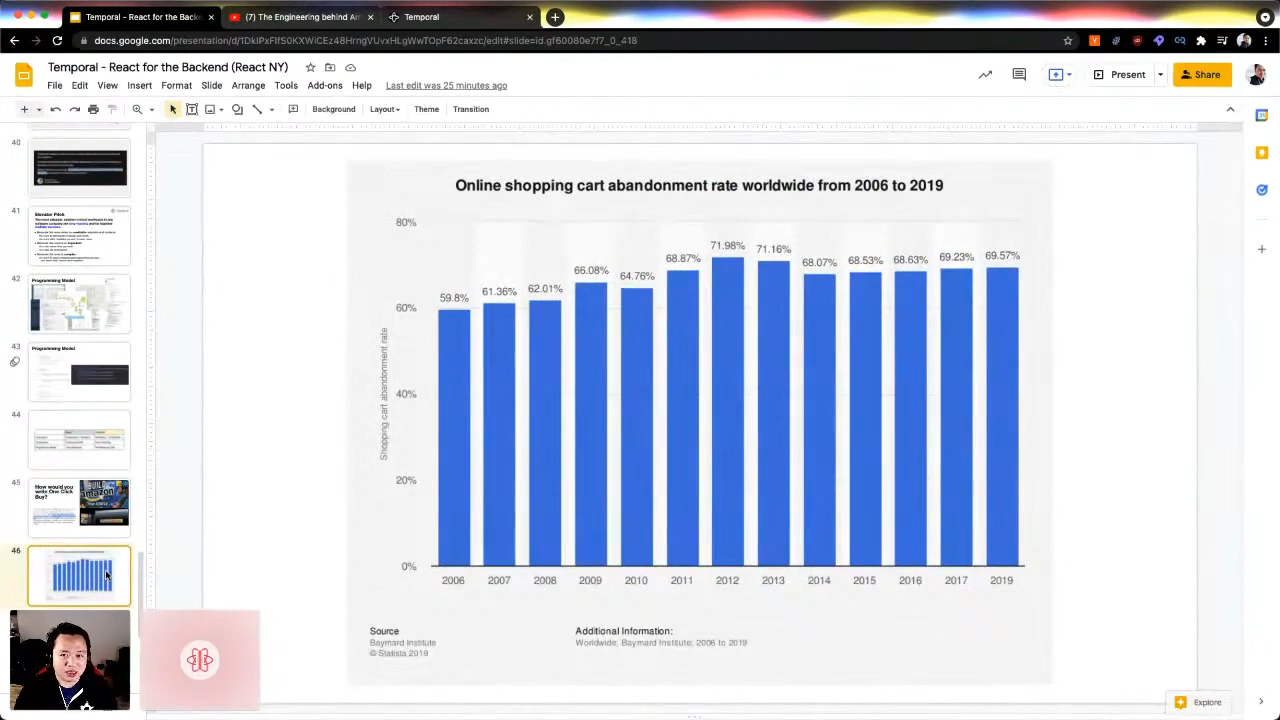 Temporal - React for the Backe
(7) The Engineering behind Ar
Temporal
docs.google.com/presentation/d/1DkIPxFlfS0KXWiCEz48HrngVUvxHLgWwTOpF62caxzc/edit#slide=id.gf60080e7f7_0_418
Temporal - React for the Backend (React NY)
File Edit View Insert Format Slide Arrange Tools Add-ons Help Last edit was 25 minutes ago
Present
Share
Background Layout Theme Transition
40
41
Elevator Pitch
42
Programming Model
43
Programming Model
44
45
How would you
write One Click
Buy?
46
Online shopping cart abandonment rate worldwide from 2006 to 2019
Shopping cart abandonment rate
80%
60%
40%
20%
0%
59.8% 61.36% 62.01% 66.08% 64.76% 68.87% 71.98% 71.16% 68.07% 68.53% 68.63% 69.23% 69.57%
2006 2007 2008 2009 2010 2011 2012 2013 2014 2015 2016 2017 2019
Source
Baymard Institute
© Statista 2019
Additional Information:
Worldwide; Baymard Institute; 2006 to 2019
Explore